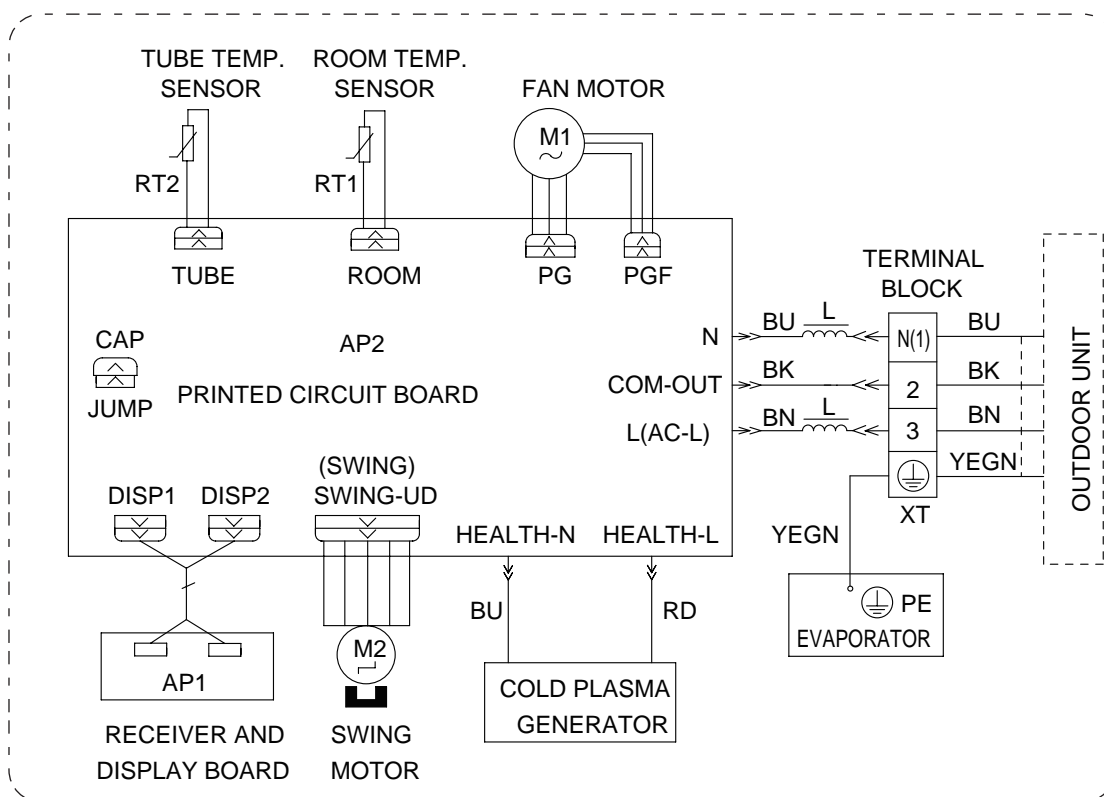 TUBE TEMP.
SENSOR
ROOM TEMP.
SENSOR
FAN MOTOR
M1
RT2
RT1
TUBE
ROOM
PG
PGF
TERMINAL
BLOCK
CAP
JUMP
AP2
PRINTED CIRCUIT BOARD
N
BU
L
N(1)
BU
COM-OUT
BK
2
BK
L(AC-L)
BN
L
3
BN
YEGN
XT
OUTDOOR UNIT
DISP1
DISP2
(SWING)
SWING-UD
HEALTH-N
HEALTH-L
YEGN
BU
RD
PE
EVAPORATOR
AP1
M2
COLD PLASMA
GENERATOR
RECEIVER AND
DISPLAY BOARD
SWING
MOTOR